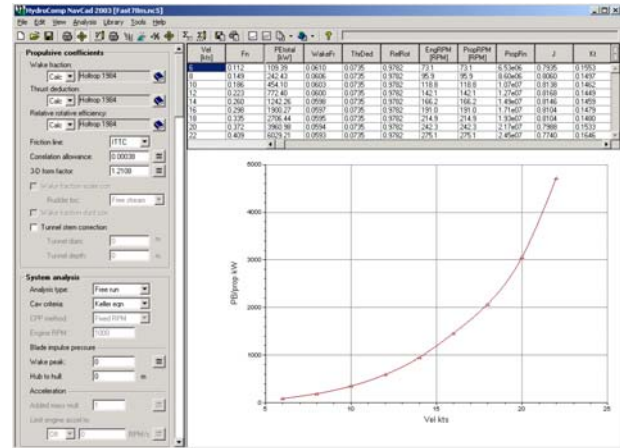 HydroComp NavCad 2003 [Fast70m.nc5]
File Edit View Analysis Library Tools Help
Propulsive coefficients
Wake fraction:
Calc Holtrop 1984
Thrust deduction:
Calc Holtrop 1984
Relative rotative efficiency:
Calc Holtrop 1984
Friction line: ITTC
Correlation allowance: 0.00038
3-D form factor: 1.2108
Rudder loc: Free stream
Tunnel stern correction
Tunnel diam: 0 m
Tunnel depth: 0 m
System analysis
Analysis type: Free run
Cav criteria: Keller eqn
CPP method: Fixed RPM
Engine RPM: 1000
Blade impulse pressure
Wake peak: 0
Hub to hull: 0 m
Acceleration
Added mass mult: 1
Limit engine accel to:
Off 0 RPM/s
Vel [kts] Fn PEtotal [kW] WakeFr ThrDed RelRot EngRPM [RPM] PropRPM [RPM] PropRn J Kt
6 0.112 109.39 0.0610 0.0735 0.9782 73.1 73.1 6.53e06 0.7935 0.1553
8 0.149 242.43 0.0606 0.0735 0.9782 95.9 95.9 8.60e06 0.8060 0.1497
10 0.186 454.10 0.0603 0.0735 0.9782 118.8 118.8 1.07e07 0.8138 0.1462
12 0.223 772.40 0.0600 0.0735 0.9782 142.1 142.1 1.27e07 0.8168 0.1449
14 0.260 1242.26 0.0598 0.0735 0.9782 166.2 166.2 1.49e07 0.8146 0.1459
16 0.298 1900.27 0.0597 0.0735 0.9782 191.0 191.0 1.71e07 0.8104 0.1479
18 0.335 2706.44 0.0595 0.0735 0.9782 214.9 214.9 1.93e07 0.8104 0.1480
20 0.372 3960.98 0.0594 0.0735 0.9782 242.3 242.3 2.17e07 0.7988 0.1533
22 0.409 6029.21 0.0593 0.0735 0.9782 275.1 275.1 2.45e07 0.7740 0.1646
5000
4000
3000
2000
1000
0
PB/prop kW
5 10 15 20 25
Vel kts